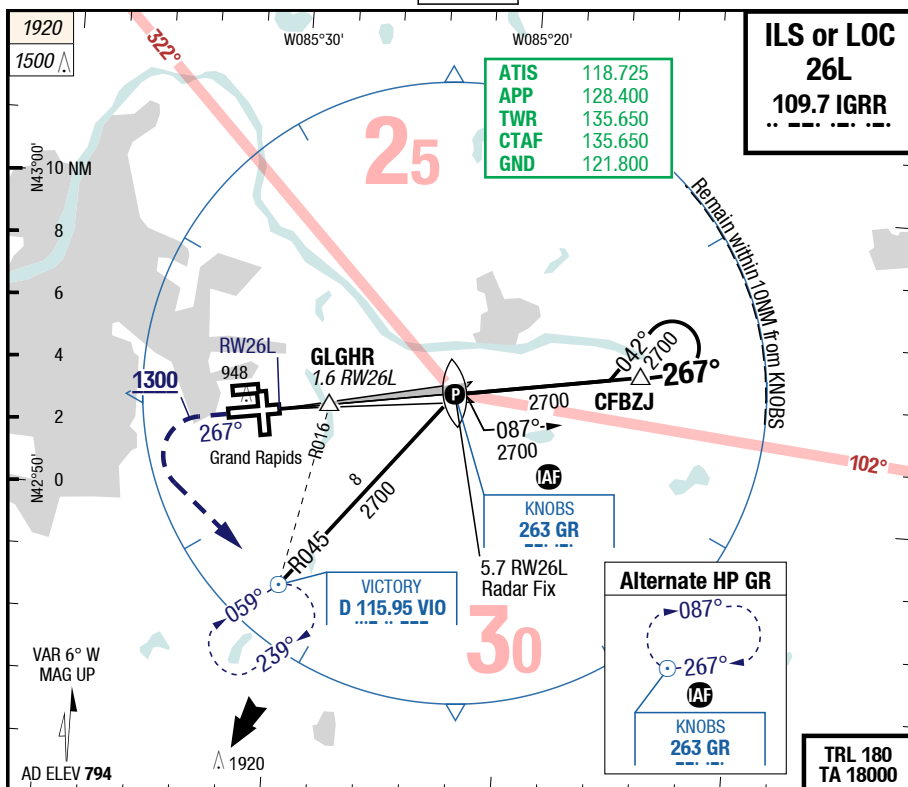 1920
1500
322°
W085°30'
W085°20'
ILS or LOC
26L
109.7 IGRR
ATIS 118.725
APP 128.400
TWR 135.650
CTAF 135.650
GND 121.800
25
N43°00'
10 NM
8
6
4
2
0
N42°50'
Remain within 10NM from KNOBS
RW26L
948
1300
267°
Grand Rapids
GLGHR
1.6 RW26L
R016
P
042°
2700
267°
CFBZJ
2700
087°
2700
IAF
KNOBS
263 GR
102°
8
2700
R045
5.7 RW26L
Radar Fix
VICTORY
D 115.95 VIO
059°
239°
30
Alternate HP GR
087°
267°
IAF
KNOBS
263 GR
VAR 6° W
MAG UP
AD ELEV 794
1920
TRL 180
TA 18000